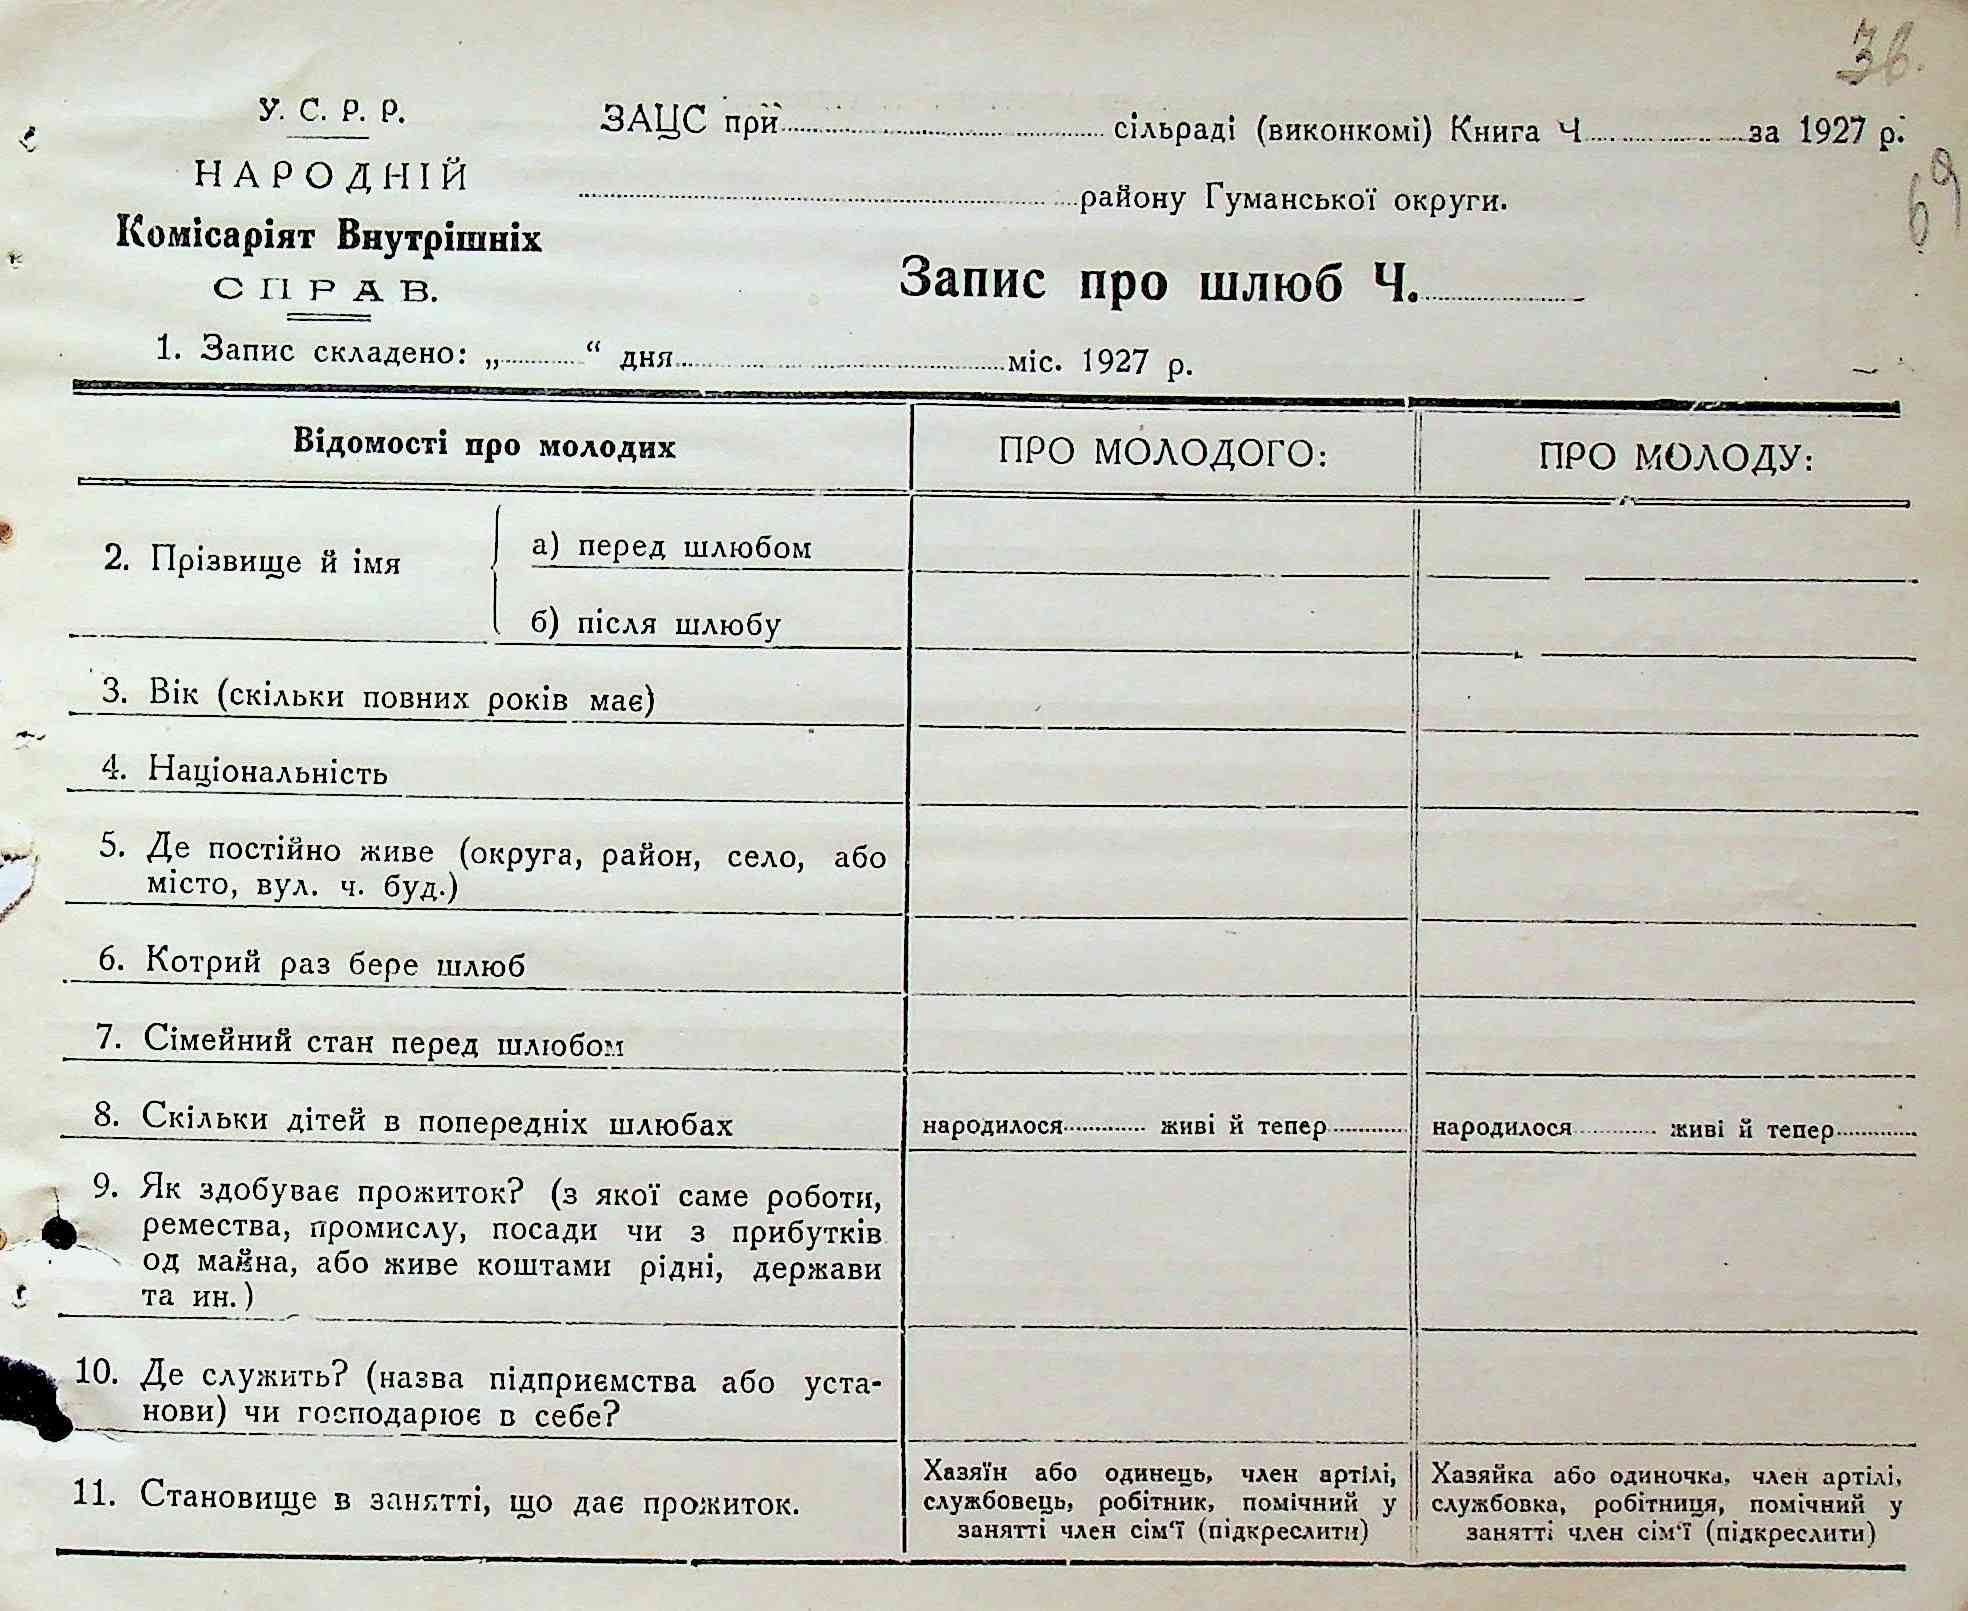 36.
69
У. С. Р. Р.
НАРОДНІЙ
Комісаріят Внутрішніх
СПРАВ.
ЗАЦС при сільраді (виконкомі) Книга Ч за 1927 р.
району Гуманської округи.
Запис про шлюб Ч.
1. Запис складено: „ “ дня міс. 1927 р.
Відомості про молодих ПРО МОЛОДОГО: ПРО МОЛОДУ:
2. Прізвище й імя
а) перед шлюбом
б) після шлюбу
3. Вік (скільки повних років має)
4. Національність
5. Де постійно живе (округа, район, село, або
місто, вул. ч. буд.)
6. Котрий раз бере шлюб
7. Сімейний стан перед шлюбом
8. Скільки дітей в попередніх шлюбах народилося живі й тепер народилося живі й тепер
9. Як здобуває прожиток? (з якої саме роботи,
ремества, промислу, посади чи з прибутків
од майна, або живе коштами рідні, держави
та ин.)
10. Де служить? (назва підприємства або уста-
нови) чи господарює в себе?
11. Становище в занятті, що дає прожиток.
Хазяїн або одинець, член артілі,
службовець, робітник, помічний у
занятті член сім'ї (підкреслити)
Хазяйка або одиночка, член артілі,
службовка, робітниця, помічний у
занятті член сім'ї (підкреслити)